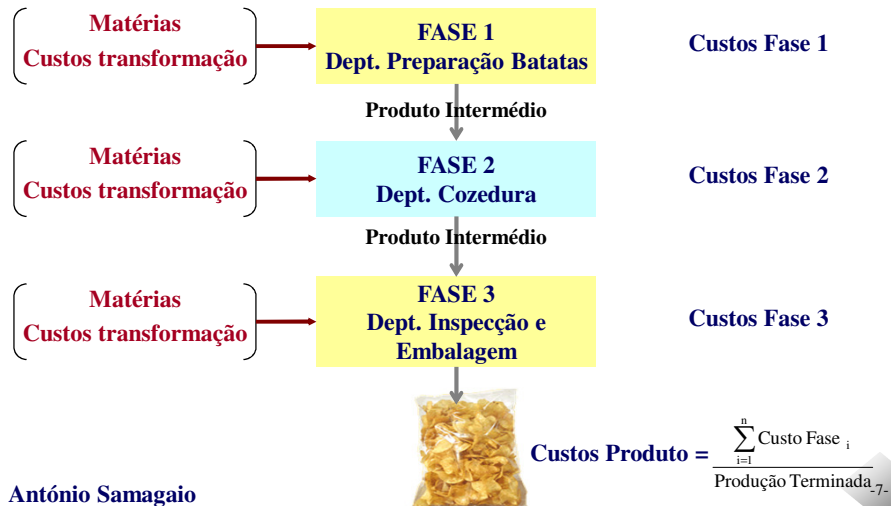 Matérias
Custos transformação
FASE 1
Dept. Preparação Batatas
Custos Fase 1
Produto Intermédio
Matérias
Custos transformação
FASE 2
Dept. Cozedura
Custos Fase 2
Produto Intermédio
Matérias
Custos transformação
FASE 3
Dept. Inspecção e
Embalagem
Custos Fase 3
Custos Produto = 
n
∑ Custo Fase i
i=1
Produção Terminada
António Samagaio
-7-